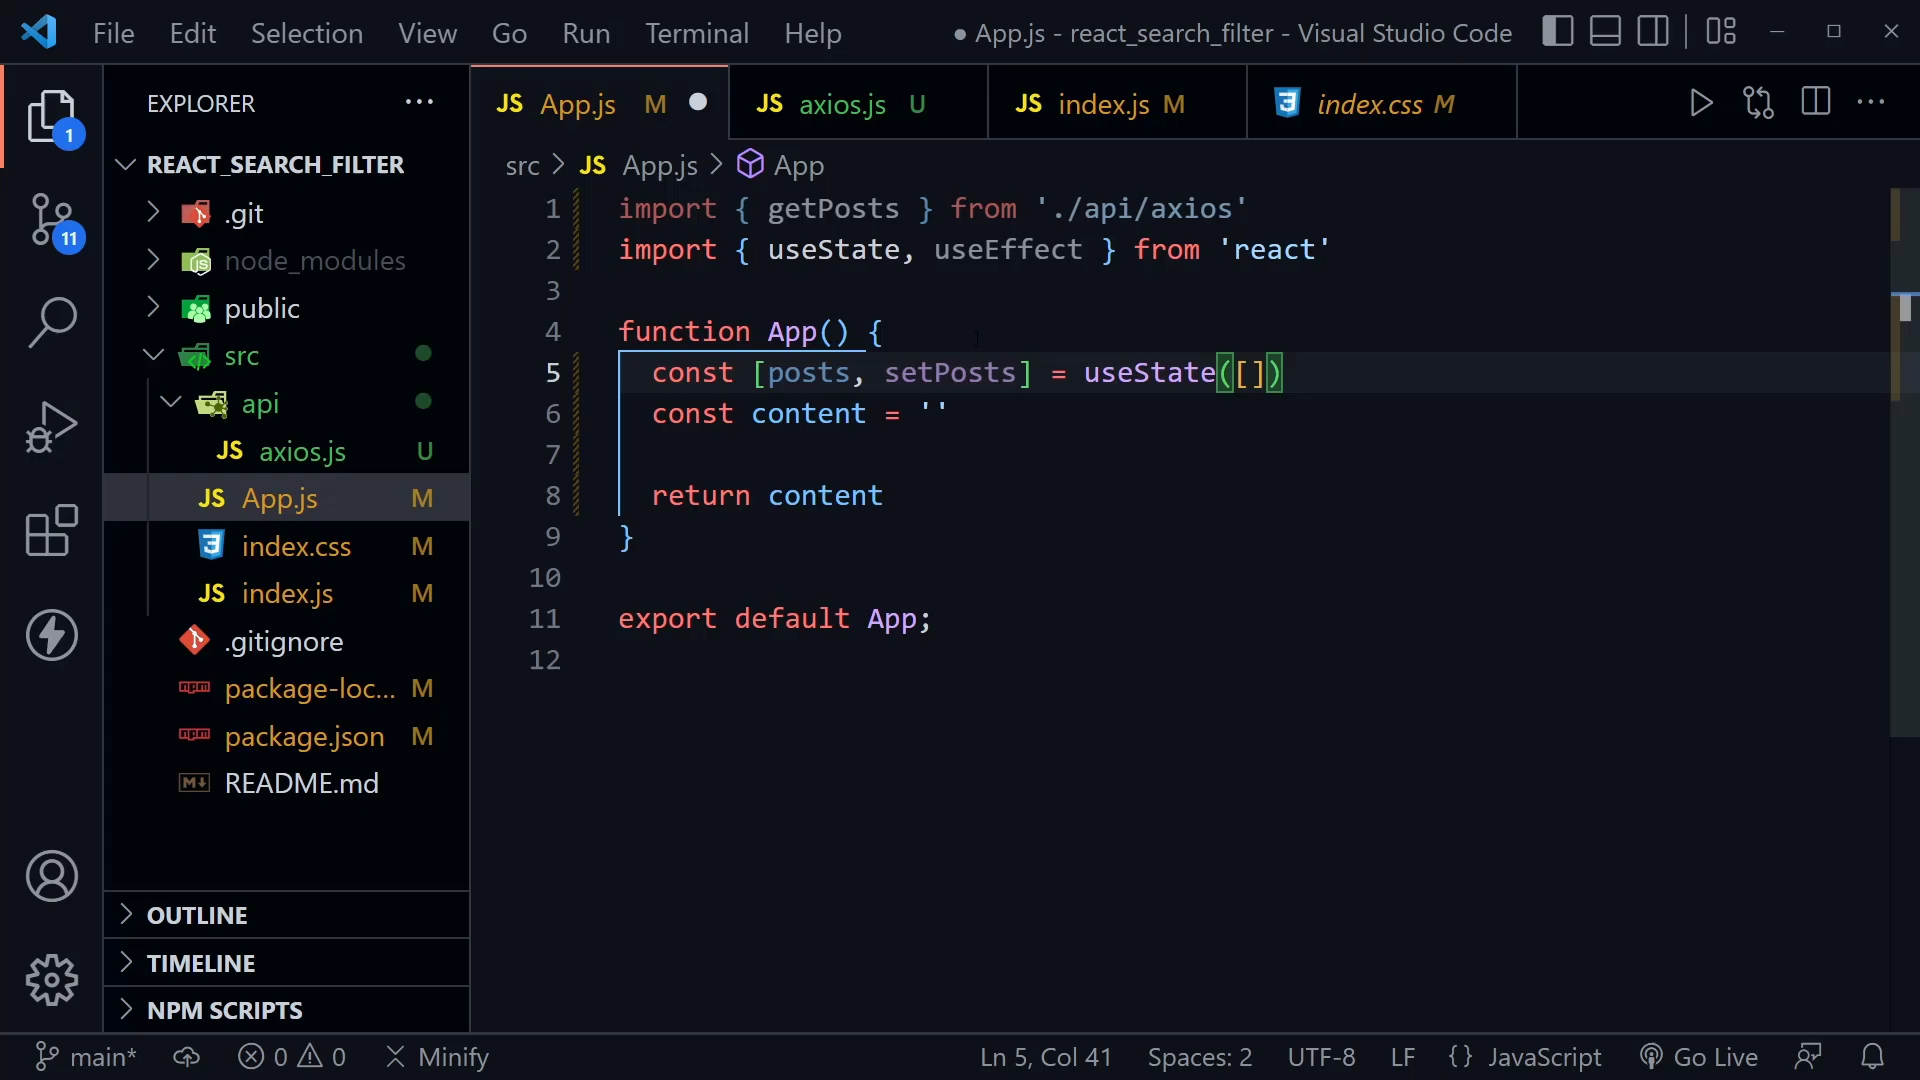 File Edit Selection View Go Run Terminal Help ● App.js - react_search_filter - Visual Studio Code
EXPLORER ...
1
11
REACT_SEARCH_FILTER
.git
node_modules
public
src
api
JS axios.js U
JS App.js M
index.css M
JS index.js M
.gitignore
package-loc... M
package.json M
README.md
OUTLINE
TIMELINE
NPM SCRIPTS
JS App.js M ●
JS axios.js U
JS index.js M
index.css M
src > JS App.js > App
1 import { getPosts } from './api/axios'
2 import { useState, useEffect } from 'react'
3
4 function App() {
5 const [posts, setPosts] = useState([])
6 const content = ''
7
8 return content
9 }
10
11 export default App;
12
main* 0 0 Minify Ln 5, Col 41 Spaces: 2 UTF-8 LF {} JavaScript Go Live